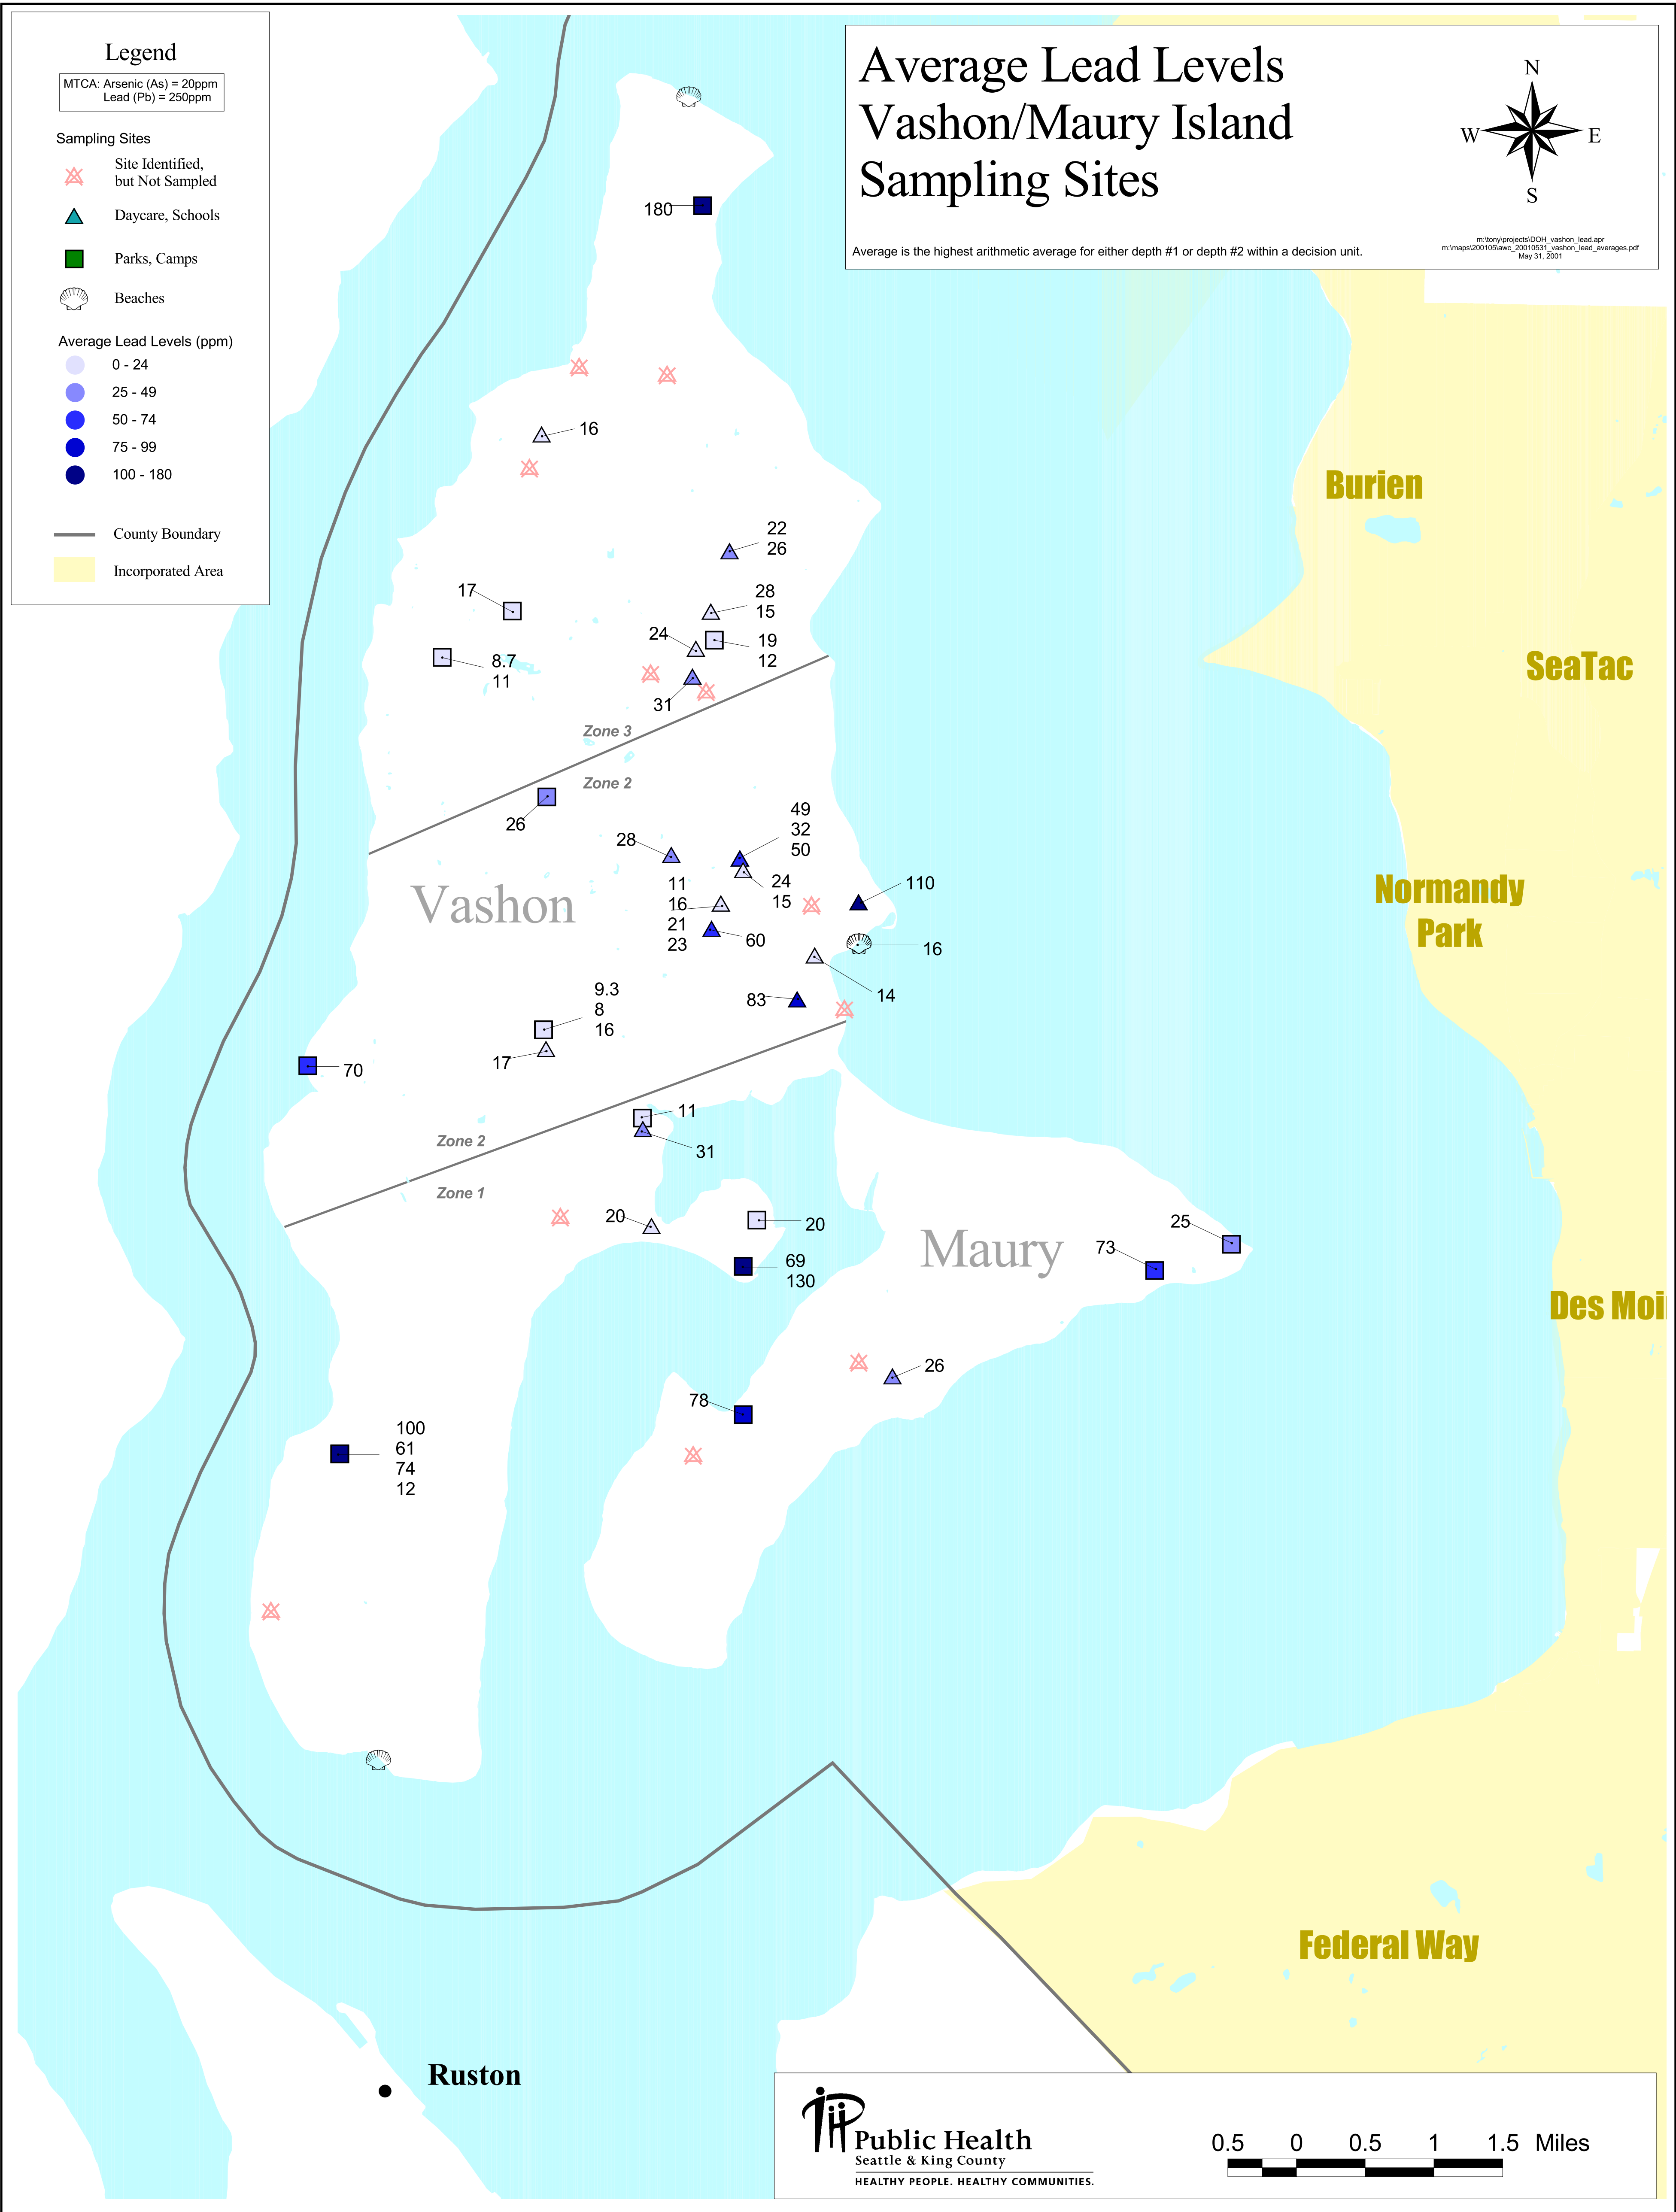 Legend
MTCA: Arsenic (As) = 20ppm
Lead (Pb) = 250ppm
Sampling Sites
Site Identified,
but Not Sampled
Daycare, Schools
Parks, Camps
Beaches
Average Lead Levels (ppm)
0 - 24
25 - 49
50 - 74
75 - 99
100 - 180
County Boundary
Incorporated Area
Average Lead Levels
Vashon/Maury Island
Sampling Sites
Average is the highest arithmetic average for either depth #1 or depth #2 within a decision unit.
N
W E
S
m:\tony\projects\DOH_vashon_lead.apr
m:\maps\200105\awc_20010531_vashon_lead_averages.pdf
May 31, 2001
180
16
22
26
17
28
15
24
19
12
8.7
11
31
Zone 3
Zone 2
26
49
32
50
28
24
15
11
16
21
23
60
110
16
14
83
9.3
8
16
17
70
Vashon
11
31
Zone 2
Zone 1
20
20
69
130
Maury
25
73
26
78
100
61
74
12
Burien
SeaTac
Normandy
Park
Des Moi
Federal Way
Ruston
Public Health
Seattle & King County
HEALTHY PEOPLE. HEALTHY COMMUNITIES.
0.5 0 0.5 1 1.5 Miles